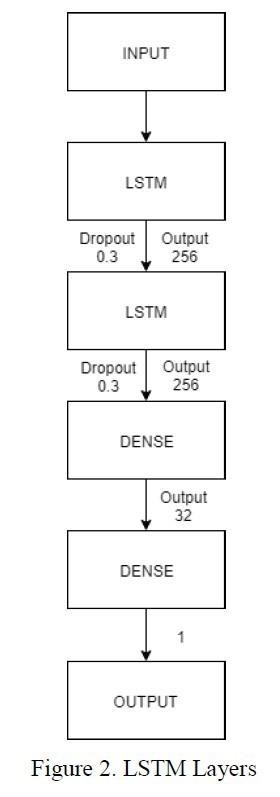 INPUT
LSTM
Dropout Output
0.3 256
LSTM
Dropout Output
0.3 256
DENSE
Output
32
DENSE
1
OUTPUT
Figure 2. LSTM Layers